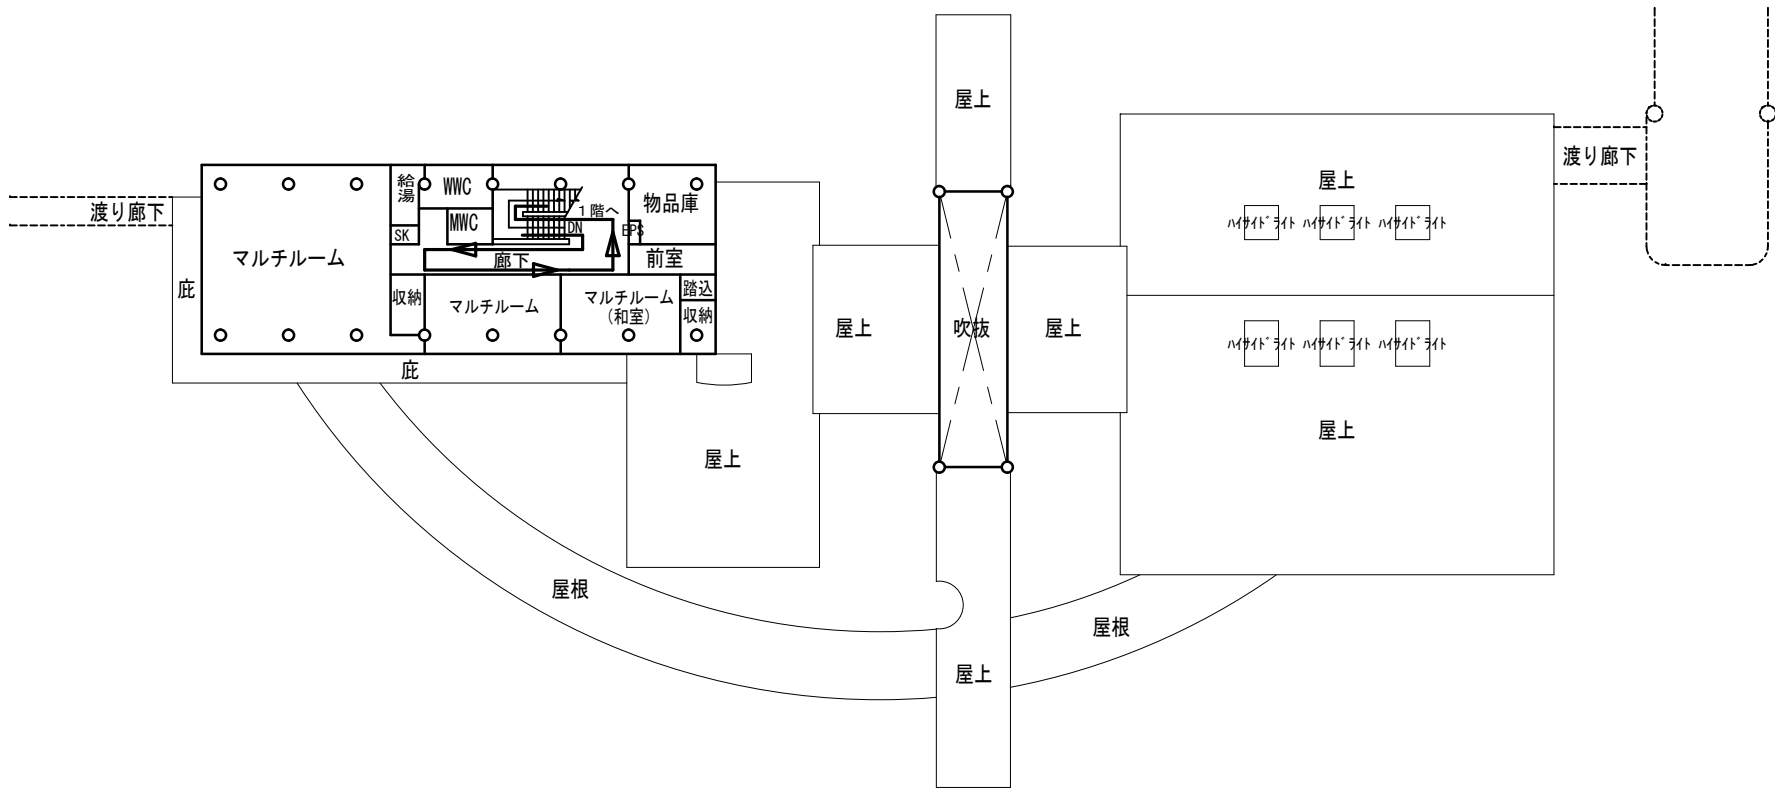 屋上
渡り廊下
屋上
ﾊｲｻｲﾄﾞﾗｲﾄ ﾊｲｻｲﾄﾞﾗｲﾄ ﾊｲｻｲﾄﾞﾗｲﾄ
給湯
WWC
物品庫
1階へ
渡り廊下
MWC
DN
EPS
SK
マルチルーム
廊下
前室
庇
収納
マルチルーム
マルチルーム
(和室)
踏込
収納
屋上
吹抜
屋上
ﾊｲｻｲﾄﾞﾗｲﾄ ﾊｲｻｲﾄﾞﾗｲﾄ ﾊｲｻｲﾄﾞﾗｲﾄ
庇
屋上
屋上
屋根
屋根
屋上